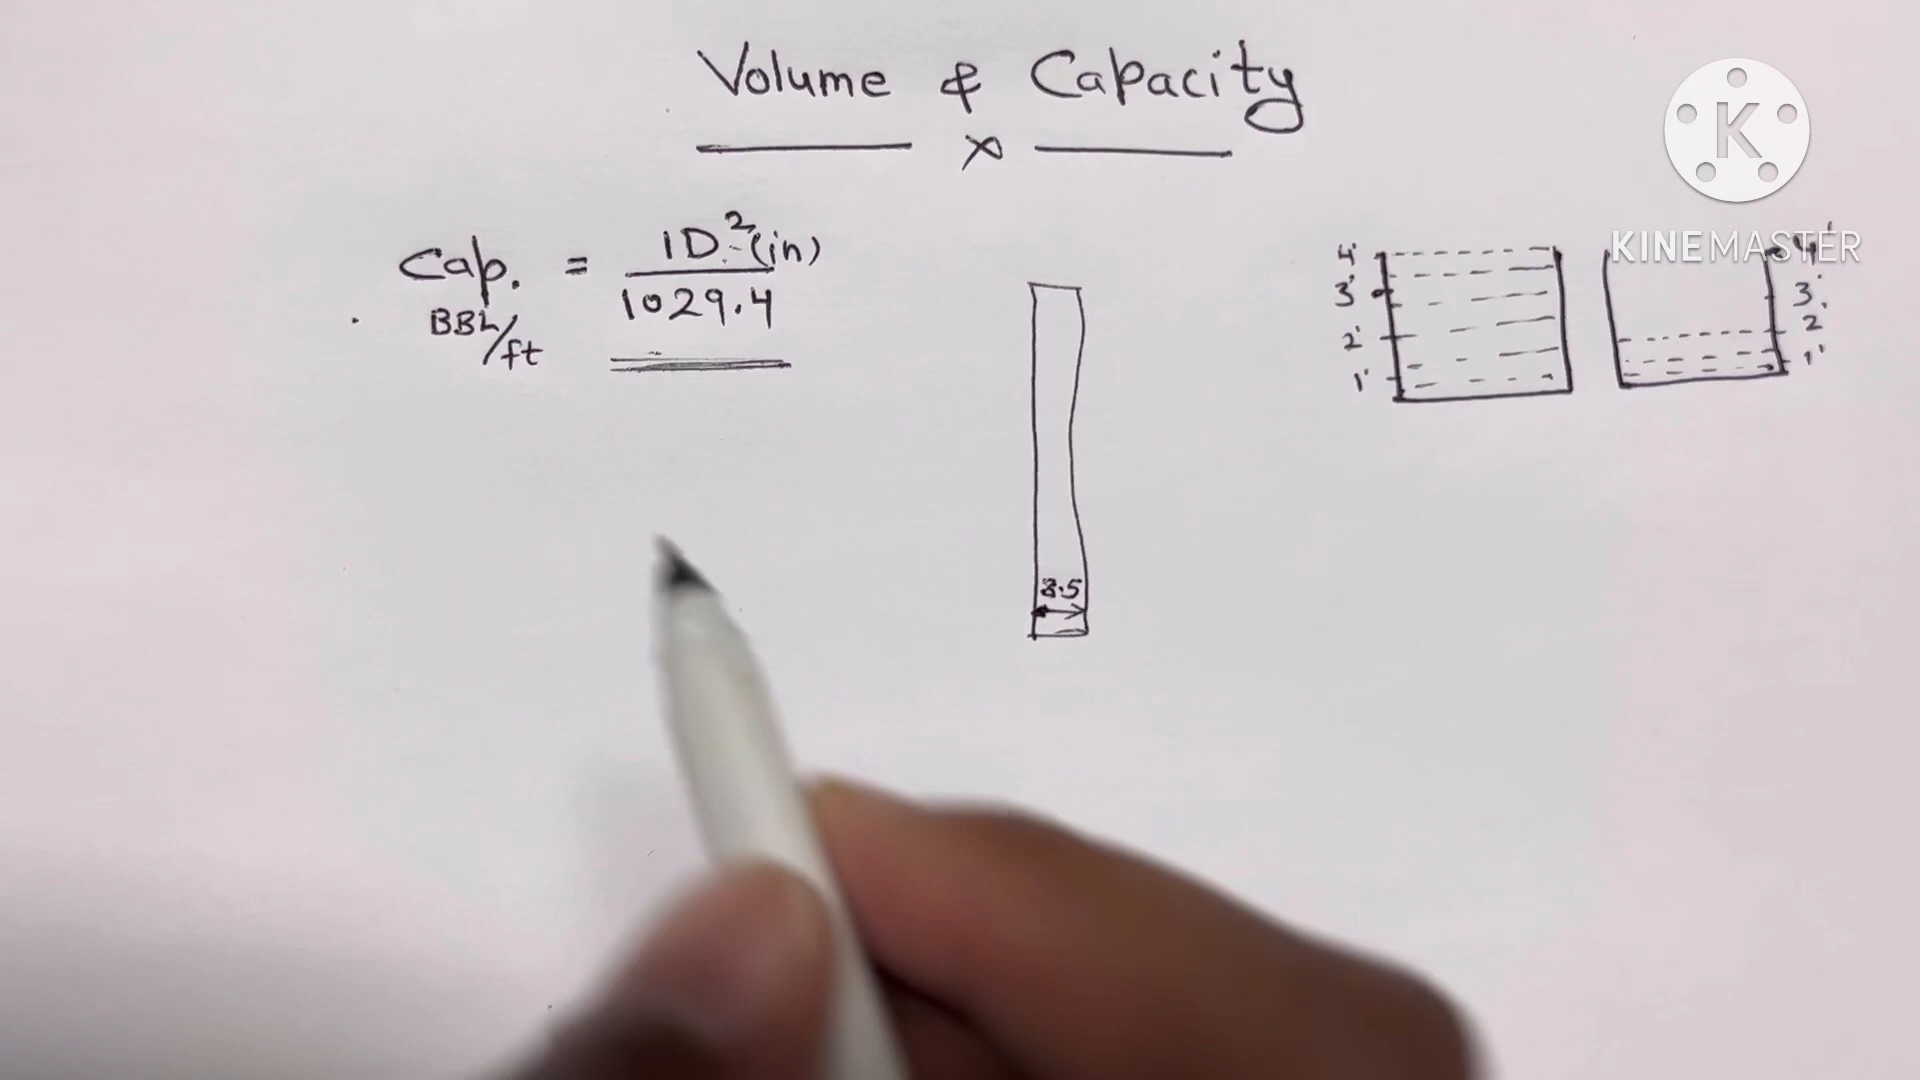 Volume & Capacity
x
Cap. = ID²(in)
1029.4
BBL/ft
8.5
4'
3'
2'
1'
4'
3'
2'
1'
K
KINEMASTER